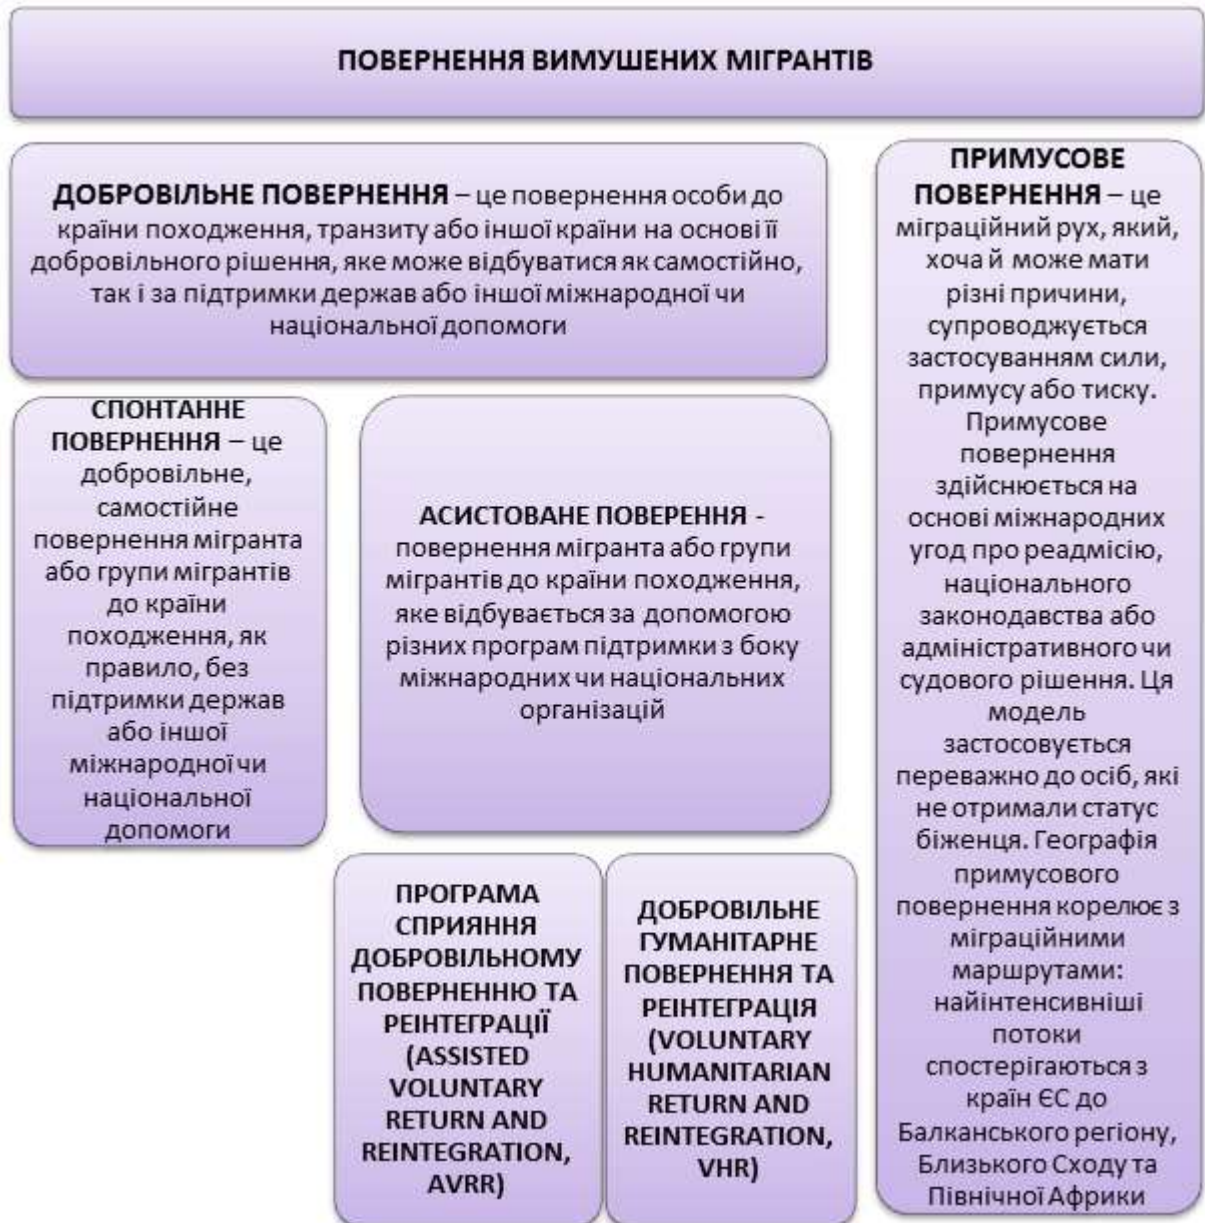 ПОВЕРНЕННЯ ВИМУШЕНИХ МІГРАНТІВ
ДОБРОВІЛЬНЕ ПОВЕРНЕННЯ – це повернення особи до
країни походження, транзиту або іншої країни на основі її
добровільного рішення, яке може відбуватися як самостійно,
так і за підтримки держав або іншої міжнародної чи
національної допомоги
СПОНТАННЕ
ПОВЕРНЕННЯ – це
добровільне,
самостійне
повернення мігранта
або групи мігрантів
до країни
походження, як
правило, без
підтримки держав
або іншої
міжнародної чи
національної
допомоги
АСИСТОВАНЕ ПОВЕРЕННЯ -
повернення мігранта або групи
мігрантів до країни походження,
яке відбувається за допомогою
різних програм підтримки з боку
міжнародних чи національних
організацій
ПРОГРАМА
СПРИЯННЯ
ДОБРОВІЛЬНОМУ
ПОВЕРНЕННЮ ТА
РЕІНТЕГРАЦІЇ
(ASSISTED
VOLUNTARY
RETURN AND
REINTEGRATION,
AVRR)
ДОБРОВІЛЬНЕ
ГУМАНІТАРНЕ
ПОВЕРНЕННЯ ТА
РЕІНТЕГРАЦІЯ
(VOLUNTARY
HUMANITARIAN
RETURN AND
REINTEGRATION,
VHR)
ПРИМУСОВЕ
ПОВЕРНЕННЯ – це
міграційний рух, який,
хоча й може мати
різні причини,
супроводжується
застосуванням сили,
примусу або тиску.
Примусове
повернення
здійснюється на
основі міжнародних
угод про реадмісію,
національного
законодавства або
адміністративного чи
судового рішення. Ця
модель
застосовується
переважно до осіб, які
не отримали статус
біженця. Географія
примусового
повернення корелює з
міграційними
маршрутами:
найінтенсивніші
потоки
спостерігаються з
країн ЄС до
Балканського регіону,
Близького Сходу та
Північної Африки